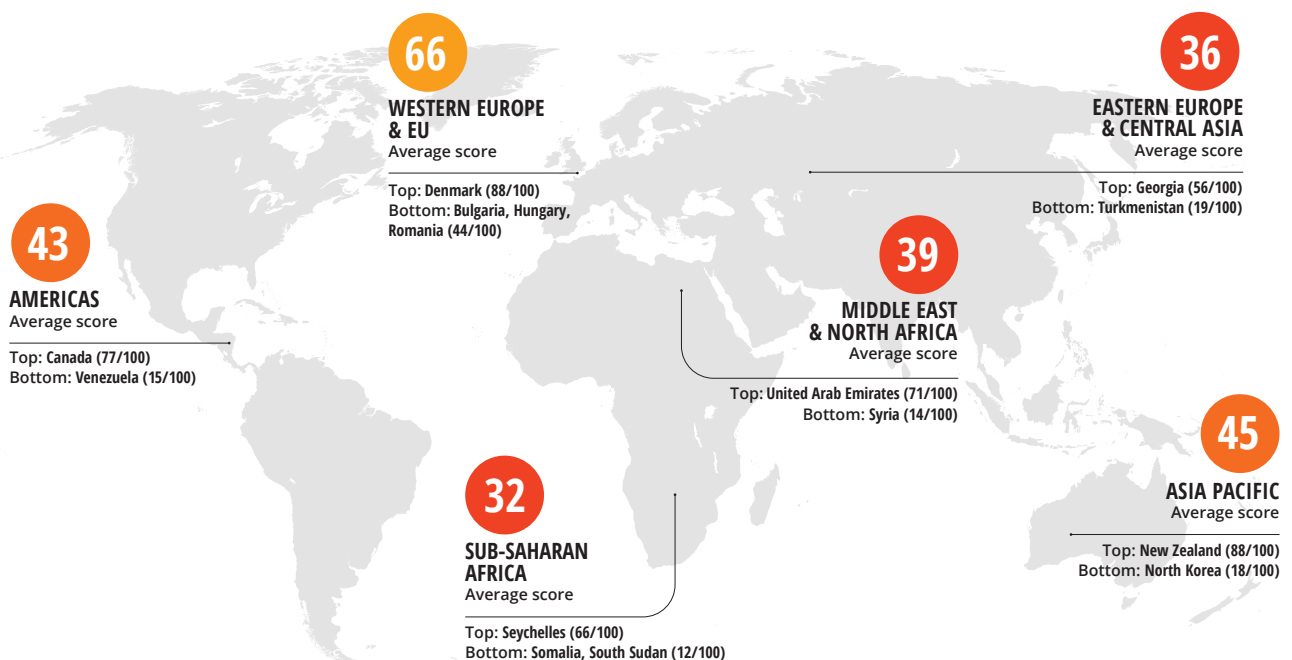 66
WESTERN EUROPE
& EU
Average score
Top: Denmark (88/100)
Bottom: Bulgaria, Hungary,
Romania (44/100)
36
EASTERN EUROPE
& CENTRAL ASIA
Average score
Top: Georgia (56/100)
Bottom: Turkmenistan (19/100)
43
AMERICAS
Average score
Top: Canada (77/100)
Bottom: Venezuela (15/100)
39
MIDDLE EAST
& NORTH AFRICA
Average score
Top: United Arab Emirates (71/100)
Bottom: Syria (14/100)
32
SUB-SAHARAN
AFRICA
Average score
Top: Seychelles (66/100)
Bottom: Somalia, South Sudan (12/100)
45
ASIA PACIFIC
Average score
Top: New Zealand (88/100)
Bottom: North Korea (18/100)